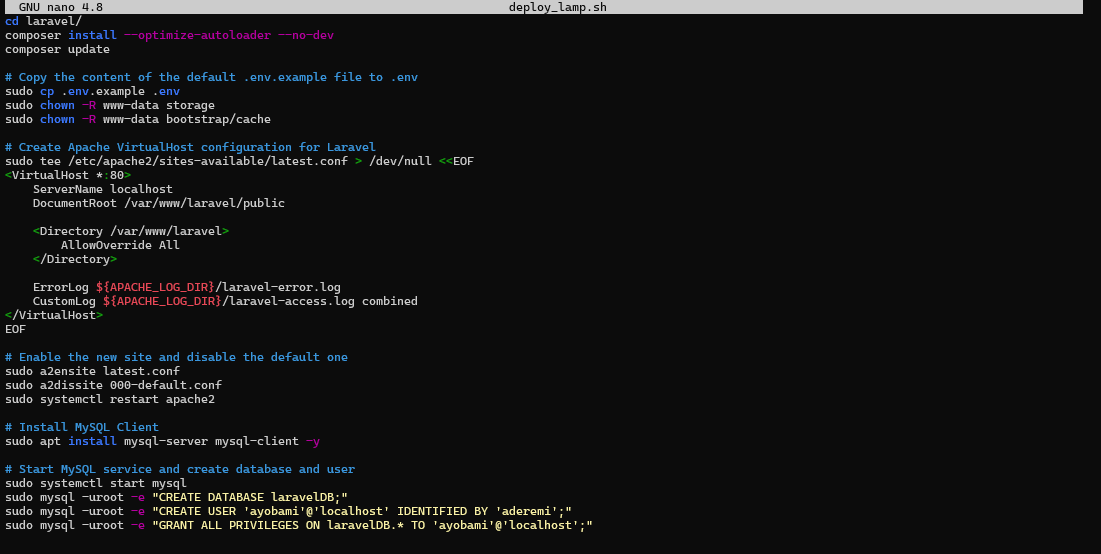 GNU nano 4.8 deploy_lamp.sh
cd laravel/
composer install --optimize-autoloader --no-dev
composer update
# Copy the content of the default .env.example file to .env
sudo cp .env.example .env
sudo chown -R www-data storage
sudo chown -R www-data bootstrap/cache
# Create Apache VirtualHost configuration for Laravel
sudo tee /etc/apache2/sites-available/latest.conf > /dev/null <<EOF
<VirtualHost *:80>
    ServerName localhost
    DocumentRoot /var/www/laravel/public
    <Directory /var/www/laravel>
        AllowOverride All
    </Directory>
    ErrorLog ${APACHE_LOG_DIR}/laravel-error.log
    CustomLog ${APACHE_LOG_DIR}/laravel-access.log combined
</VirtualHost>
EOF
# Enable the new site and disable the default one
sudo a2ensite latest.conf
sudo a2dissite 000-default.conf
sudo systemctl restart apache2
# Install MySQL Client
sudo apt install mysql-server mysql-client -y
# Start MySQL service and create database and user
sudo systemctl start mysql
sudo mysql -uroot -e "CREATE DATABASE laravelDB;"
sudo mysql -uroot -e "CREATE USER 'ayobami'@'localhost' IDENTIFIED BY 'aderemi';"
sudo mysql -uroot -e "GRANT ALL PRIVILEGES ON laravelDB.* TO 'ayobami'@'localhost';"